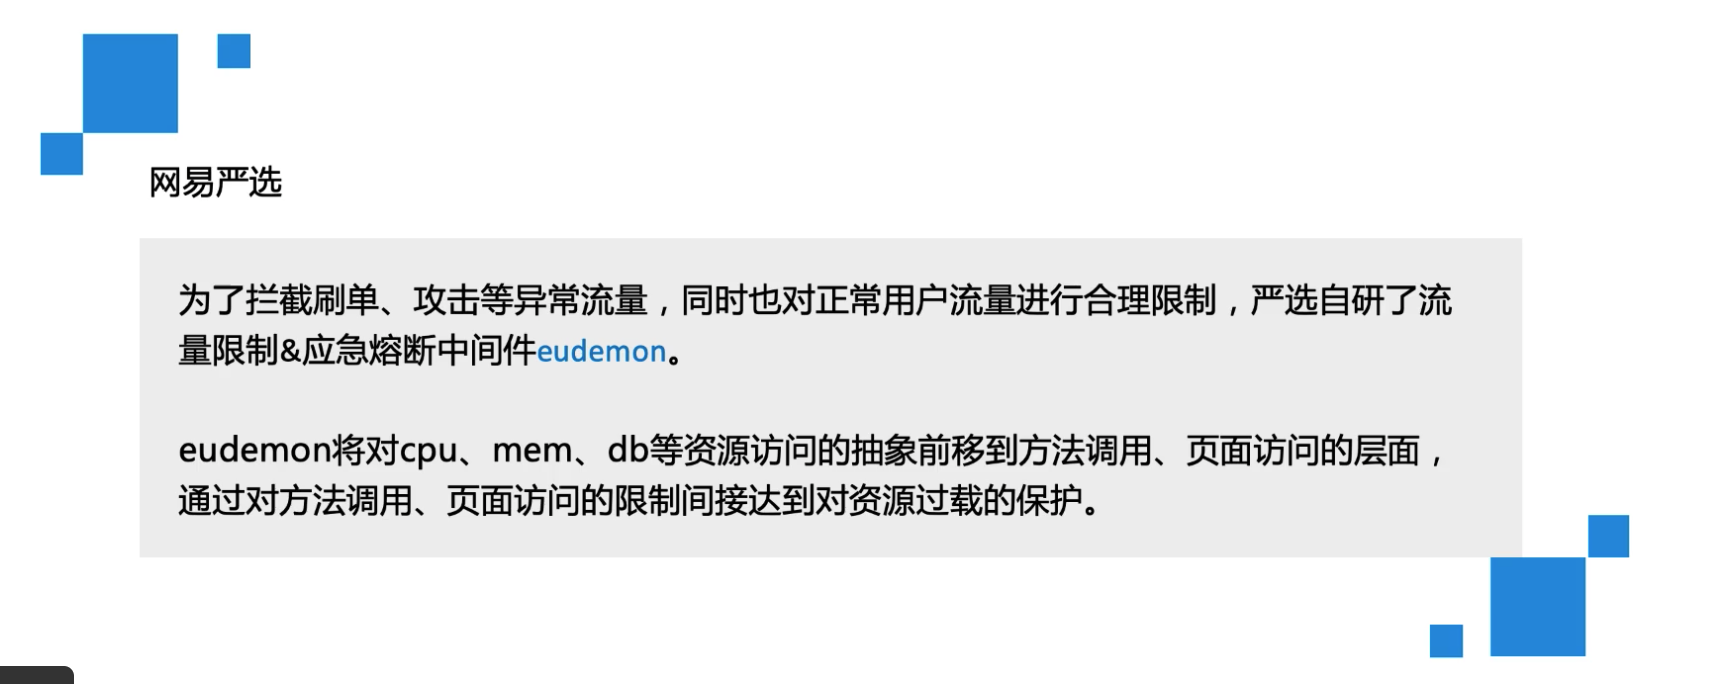 网易严选
为了拦截刷单、攻击等异常流量，同时也对正常用户流量进行合理限制，严选自研了流
量限制&应急熔断中间件eudemon。
eudemon将对cpu、mem、db等资源访问的抽象前移到方法调用、页面访问的层面，
通过对方法调用、页面访问的限制间接达到对资源过载的保护。